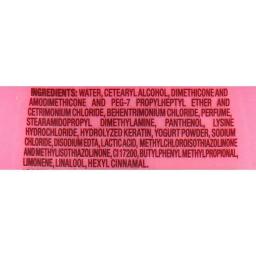 INGREDIENTS: WATER, CETEARYL ALCOHOL, DIMETHICONE AND
AMODIMETHICONE AND PEG-7 PROPYLHEPTYL ETHER AND
CETRIMONIUM CHLORIDE, BEHENTRIMONIUM CHLORIDE, PERFUME,
STEARAMIDOPROPYL DIMETHYLAMINE, PANTHENOL, LYSINE
HYDROCHLORIDE, HYDROLYZED KERATIN, YOGURT POWDER, SODIUM
CHLORIDE, DISODIUM EDTA, LACTIC ACID, METHYLCHLOROISOTHIAZOLINONE
AND METHYLISOTHIAZOLINONE, CI 17200, BUTYLPHENYL METHYLPROPIONAL,
LIMONENE, LINALOOL, HEXYL CINNAMAL.